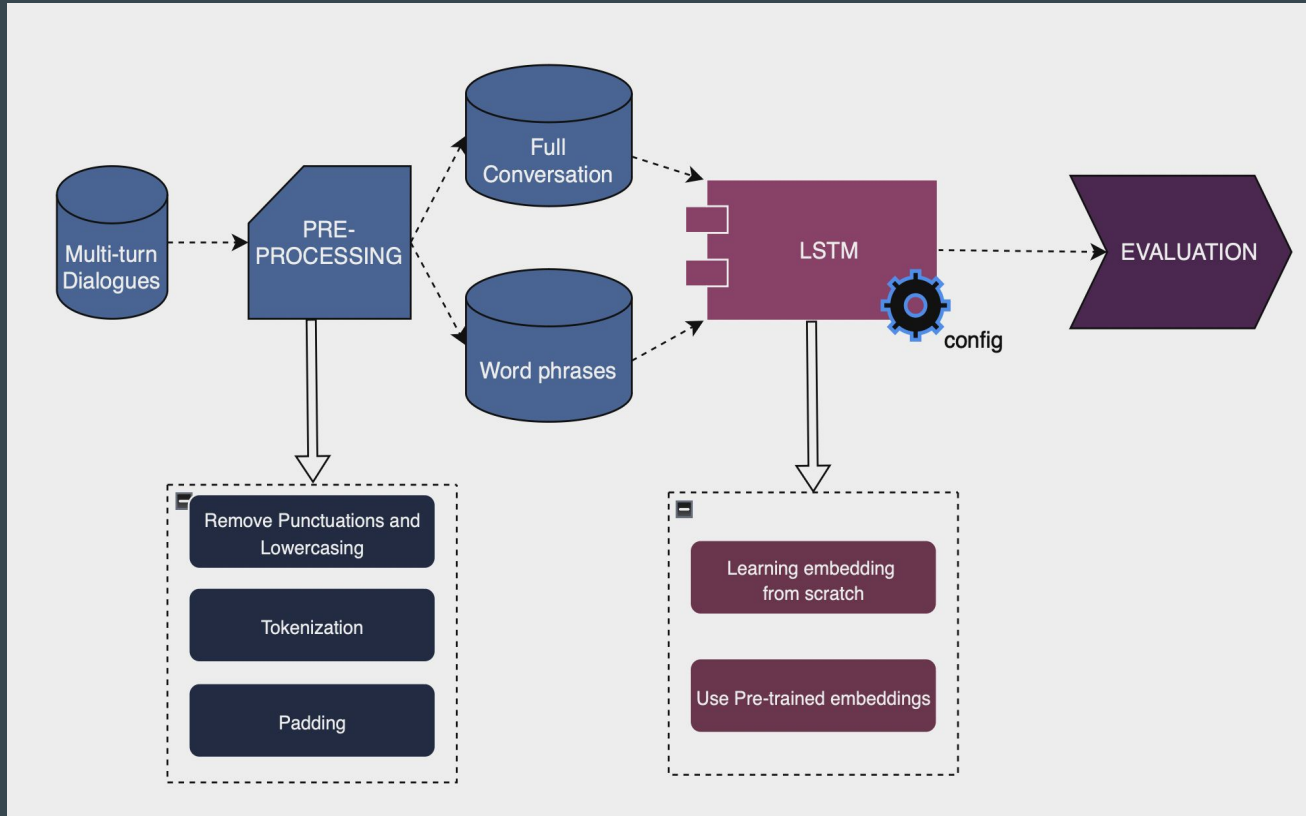 Multi-turn
Dialogues
PRE-
PROCESSING
Full
Conversation
Word phrases
LSTM
config
EVALUATION
Remove Punctuations and
Lowercasing
Tokenization
Padding
Learning embedding
from scratch
Use Pre-trained embeddings